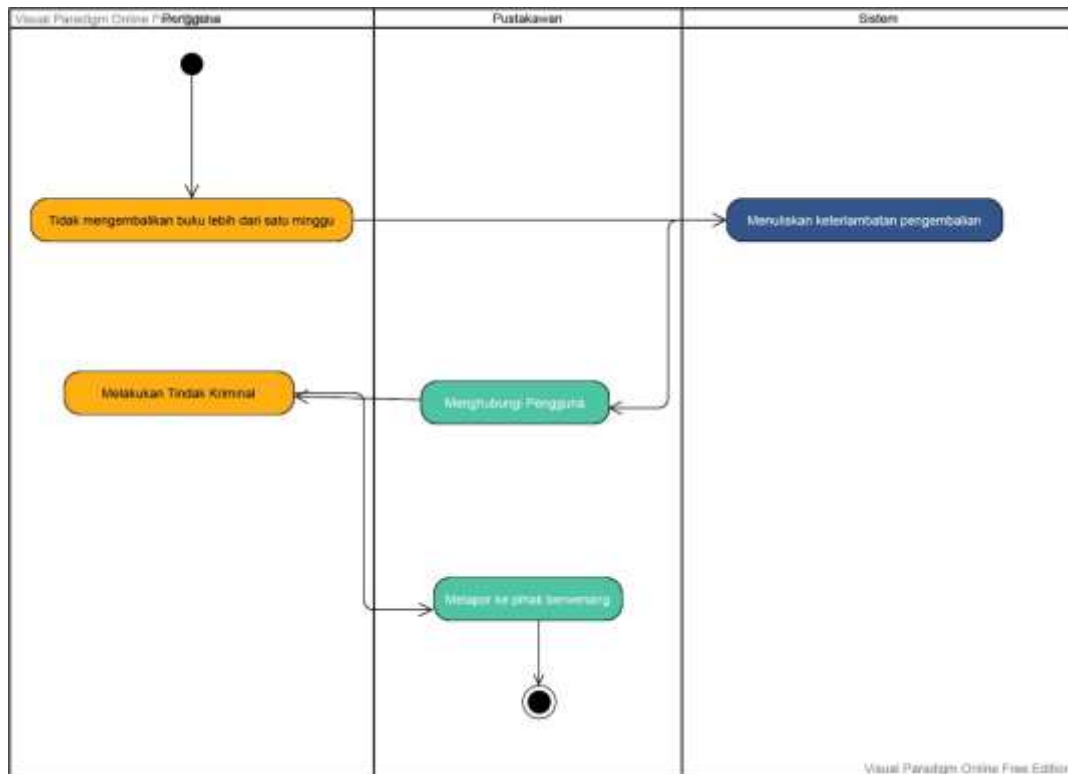 Visual Paradigm Online
Pengguna
Pustakawan
Sistem
Tidak mengembalikan buku lebih dari satu minggu
Menuliskan keterlambatan pengembalian
Melakukan Tindak Kriminal
Menghubungi Pengguna
Melapor ke pihak berwenang
Visual Paradigm Online Free Edition